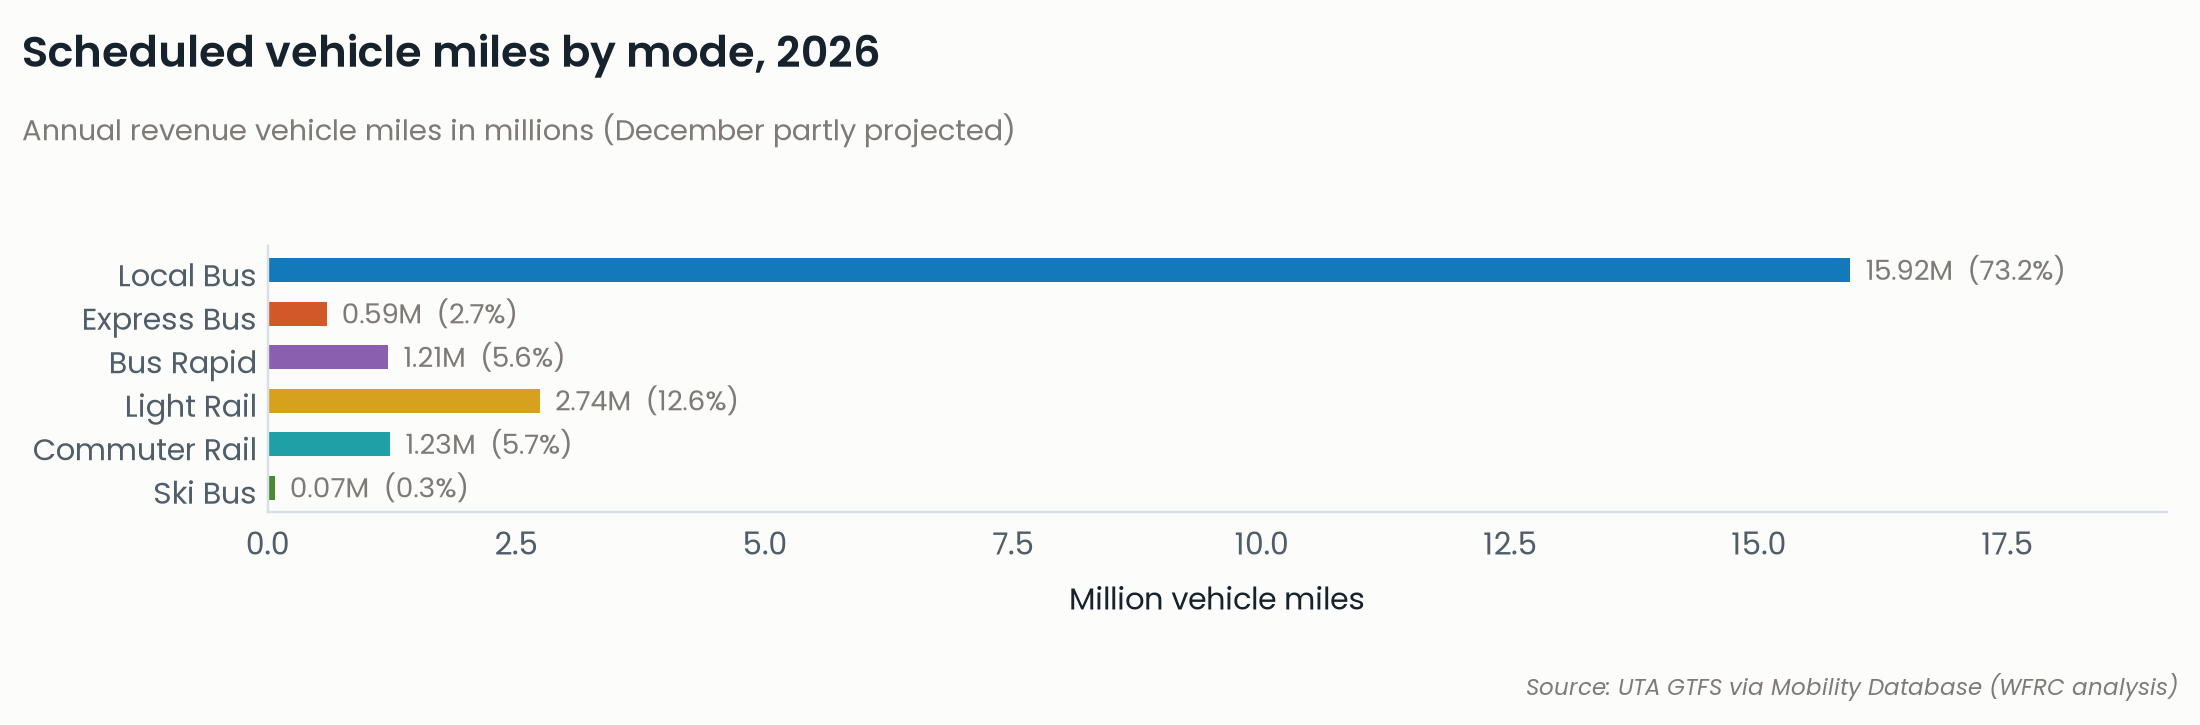 Scheduled vehicle miles by mode, 2026
Annual revenue vehicle miles in millions (December partly projected)
Local Bus 15.92M (73.2%)
Express Bus 0.59M (2.7%)
Bus Rapid 1.21M (5.6%)
Light Rail 2.74M (12.6%)
Commuter Rail 1.23M (5.7%)
Ski Bus 0.07M (0.3%)
0.0 2.5 5.0 7.5 10.0 12.5 15.0 17.5
Million vehicle miles
Source: UTA GTFS via Mobility Database (WFRC analysis)